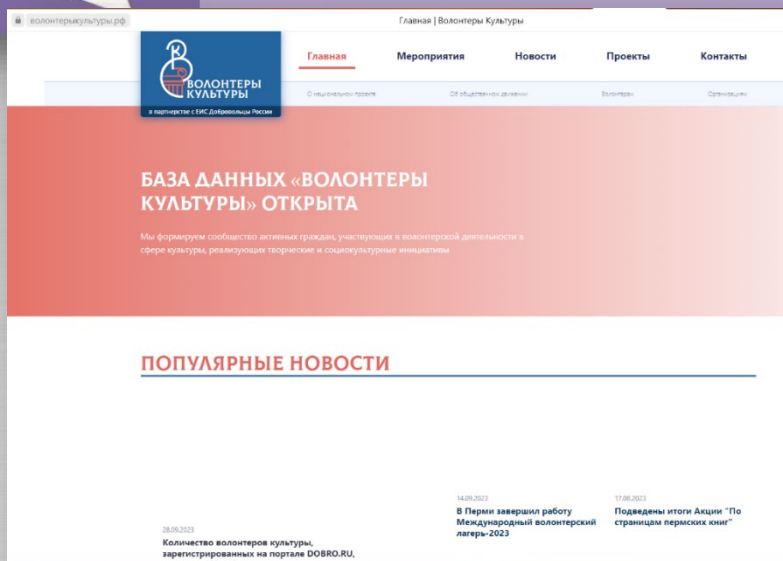 волонтерыкультуры.рф
Главная | Волонтеры Культуры
ВОЛОНТЕРЫ
КУЛЬТУРЫ
в партнерстве с ЕИС Добровольцы России
Главная
Мероприятия
Новости
Проекты
Контакты
О национальном проекте
Об общественном движении
Волонтерам
Организациям
БАЗА ДАННЫХ «ВОЛОНТЕРЫ
КУЛЬТУРЫ» ОТКРЫТА
Мы формируем сообщество активных граждан, участвующих в волонтерской деятельности в
сфере культуры, реализующих творческие и социокультурные инициативы
ПОПУЛЯРНЫЕ НОВОСТИ
28.09.2023
Количество волонтеров культуры,
зарегистрированных на портале DOBRO.RU,
14.09.2023
В Перми завершил работу
Международный волонтерский
лагерь-2023
17.08.2023
Подведены итоги Акции "По
страницам пермских книг"